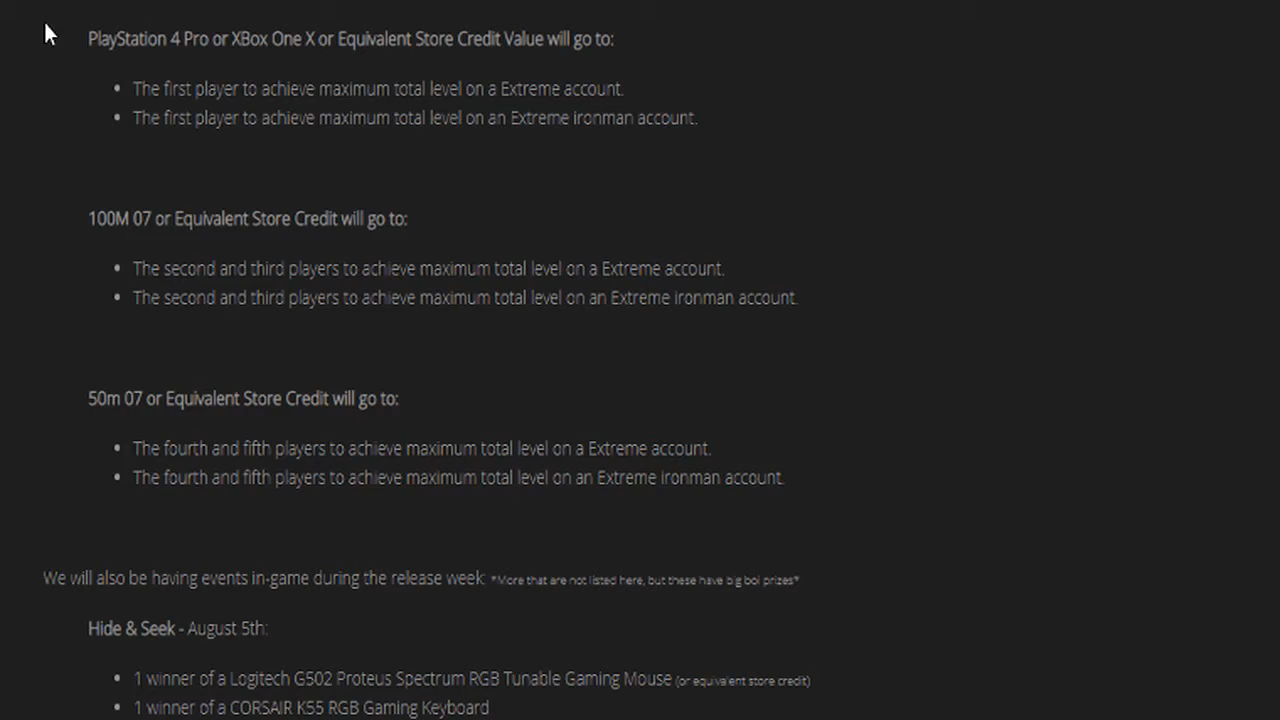 PlayStation 4 Pro or XBox One X or Equivalent Store Credit Value will go to:
• The first player to achieve maximum total level on a Extreme account.
• The first player to achieve maximum total level on an Extreme ironman account.
100M 07 or Equivalent Store Credit will go to:
• The second and third players to achieve maximum total level on a Extreme account.
• The second and third players to achieve maximum total level on an Extreme ironman account.
50m 07 or Equivalent Store Credit will go to:
• The fourth and fifth players to achieve maximum total level on a Extreme account.
• The fourth and fifth players to achieve maximum total level on an Extreme ironman account.
We will also be having events in-game during the release week: *More that are not listed here, but these have big boi prizes*
Hide & Seek - August 5th:
• 1 winner of a Logitech G502 Proteus Spectrum RGB Tunable Gaming Mouse (or equivalent store credit)
• 1 winner of a CORSAIR K55 RGB Gaming Keyboard